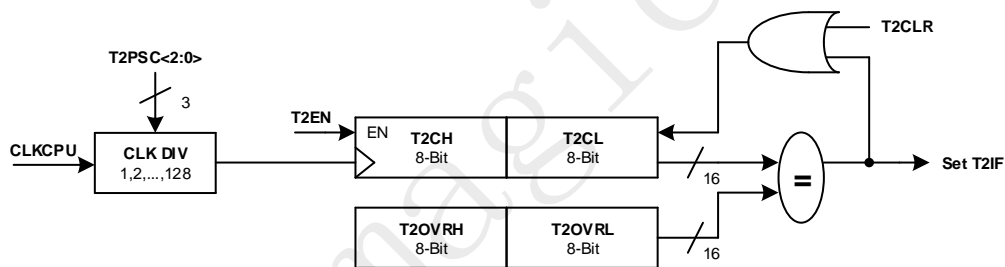 T2PSC<2:0>
3
T2CLR
T2EN
EN
T2CH
8-Bit
T2CL
8-Bit
CLKCPU
CLK DIV
1,2,...,128
16
=
Set T2IF
T2OVRH
8-Bit
T2OVRL
8-Bit
16
magic